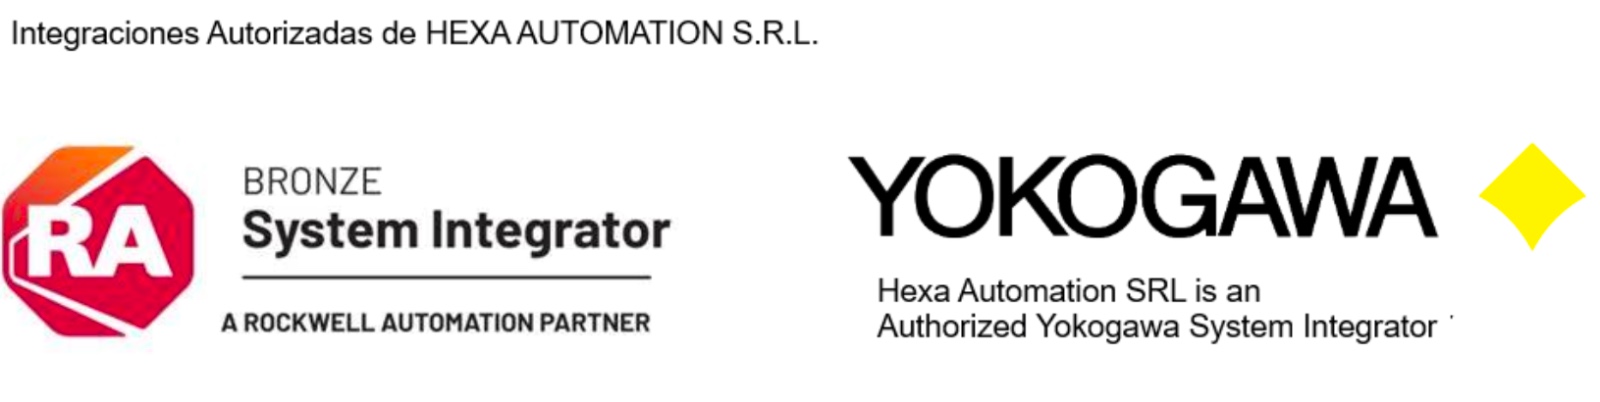 Integraciones Autorizadas de HEXA AUTOMATION S.R.L.
RA
BRONZE
System Integrator
A ROCKWELL AUTOMATION PARTNER
YOKOGAWA
Hexa Automation SRL is an
Authorized Yokogawa System Integrator